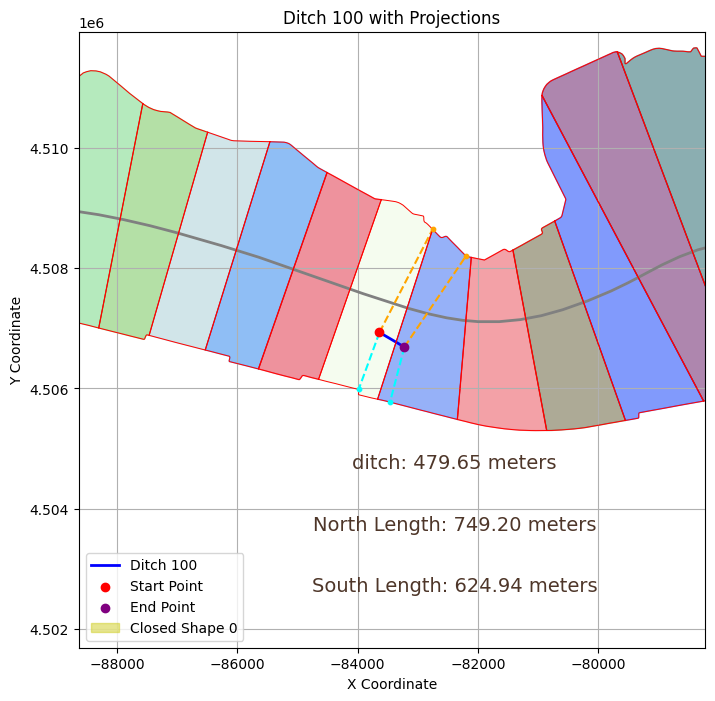 Ditch 100 with Projections
1e6
4.510
4.508
4.506
4.504
4.502
Y Coordinate
ditch: 479.65 meters
North Length: 749.20 meters
South Length: 624.94 meters
Ditch 100
Start Point
End Point
Closed Shape 0
−88000 −86000 −84000 −82000 −80000
X Coordinate